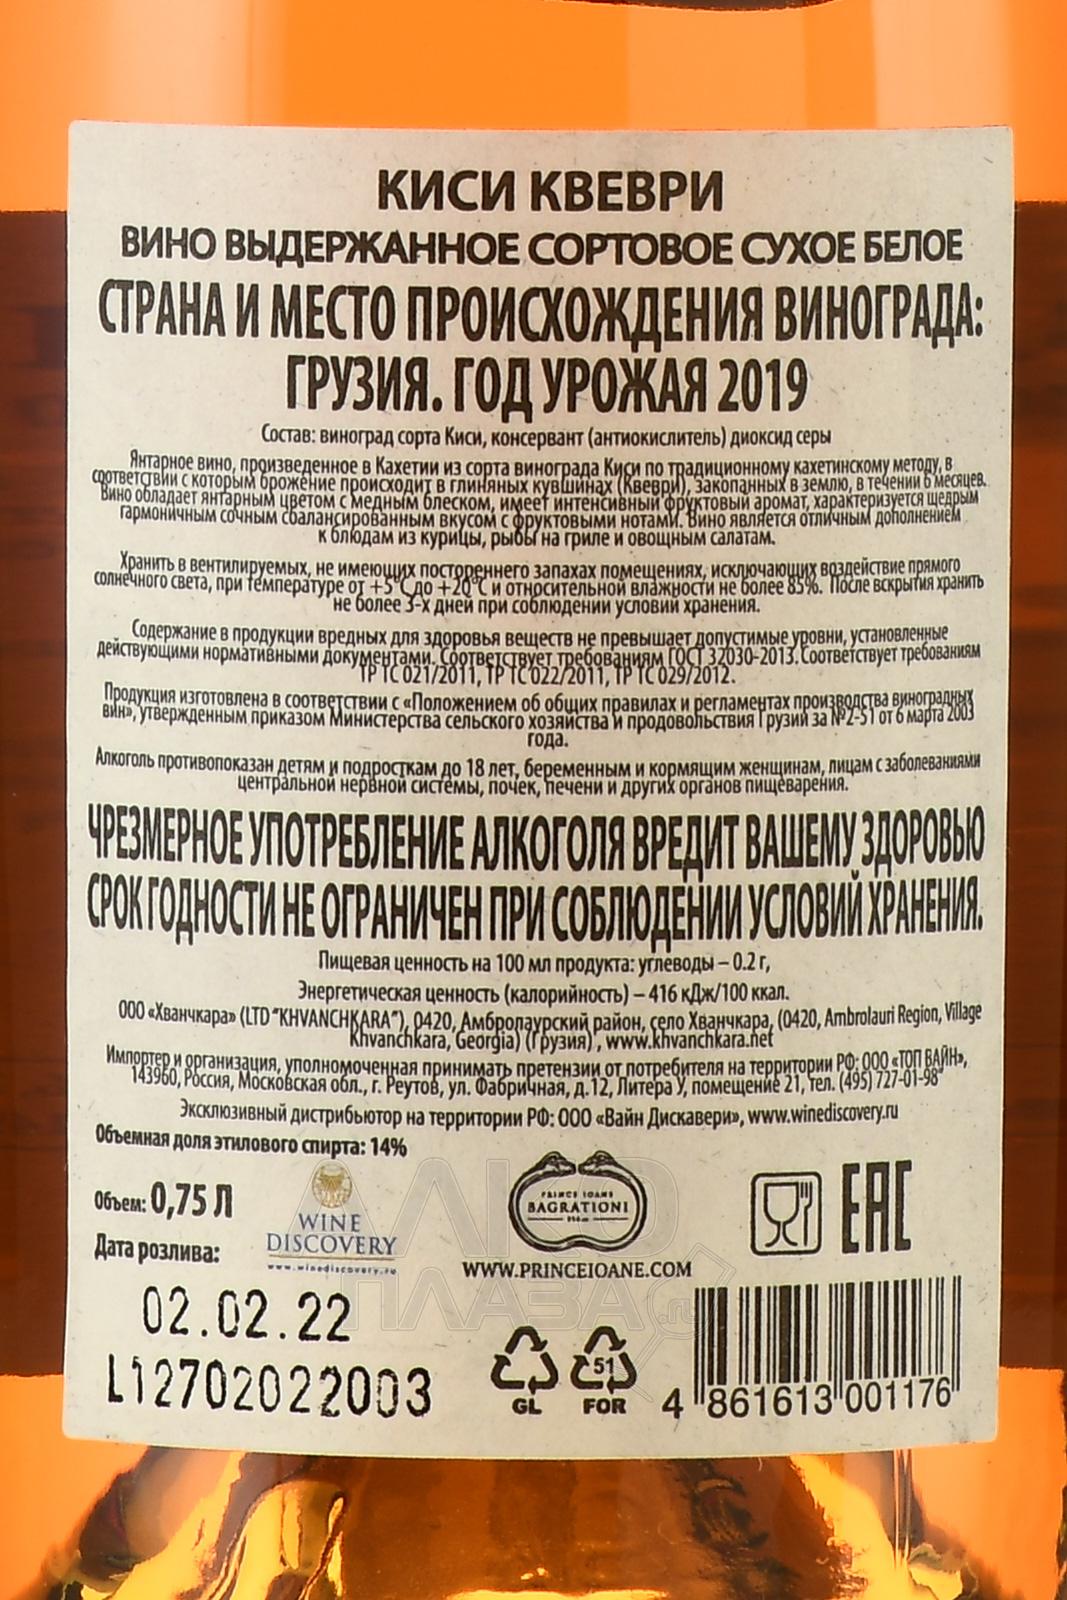 КИСИ КВЕВРИ
ВИНО ВЫДЕРЖАННОЕ СОРТОВОЕ СУХОЕ БЕЛОЕ
СТРАНА И МЕСТО ПРОИСХОЖДЕНИЯ ВИНОГРАДА:
ГРУЗИЯ. ГОД УРОЖАЯ 2019
Состав: виноград сорта Киси, консервант (антиокислитель) диоксид серы
Янтарное вино, произведенное в Кахетии из сорта винограда Киси по традиционному кахетинскому методу, в
соответствии с которым брожение происходит в глиняных кувшинах (Квеври), закопанных в землю, в течении 6 месяцев.
Вино обладает янтарным цветом с медным блеском, имеет интенсивный фруктовый аромат, характеризуется щедрым
гармоничным сочным сбалансированным вкусом с фруктовыми нотами. Вино является отличным дополнением
к блюдам из курицы, рыбы на гриле и овощным салатам.
Хранить в вентилируемых, не имеющих постороннего запахах помещениях, исключающих воздействие прямого
солнечного света, при температуре от +5°С до +20°С и относительной влажности не более 85%. После вскрытия хранить
не более 3-х дней при соблюдении условий хранения.
Содержание в продукции вредных для здоровья веществ не превышает допустимые уровни, установленные
действующими нормативными документами. Соответствует требованиям ГОСТ 32030-2013. Соответствует требованиям
ТР ТС 021/2011, ТР ТС 022/2011, ТР ТС 029/2012.
Продукция изготовлена в соответствии с «Положением об общих правилах и регламентах производства виноградных
вин», утвержденным приказом Министерства сельского хозяйства и продовольствия Грузии за №2-51 от 6 марта 2003
года.
Алкоголь противопоказан детям и подросткам до 18 лет, беременным и кормящим женщинам, лицам с заболеваниями
центральной нервной системы, почек, печени и других органов пищеварения.
ЧРЕЗМЕРНОЕ УПОТРЕБЛЕНИЕ АЛКОГОЛЯ ВРЕДИТ ВАШЕМУ ЗДОРОВЬЮ
СРОК ГОДНОСТИ НЕ ОГРАНИЧЕН ПРИ СОБЛЮДЕНИИ УСЛОВИЙ ХРАНЕНИЯ.
Пищевая ценность на 100 мл продукта: углеводы – 0.2 г,
Энергетическая ценность (калорийность) – 416 кДж/100 ккал.
ООО «Хванчкара» (LTD "KHVANCHKARA"), 0420, Амбролаурский район, село Хванчкара, (0420, Ambrolauri Region, Village
Khvanchkara, Georgia) (Грузия) , www.khvanchkara.net
Импортер и организация, уполномоченная принимать претензии от потребителя на территории РФ: ООО «ТОП ВАЙН»,
143960, Россия, Московская обл., г. Реутов, ул. Фабричная, д.12, Литера У, помещение 21, тел. (495) 727-01-98
Эксклюзивный дистрибьютор на территории РФ: ООО «Вайн Дискавери», www.winediscovery.ru
Объемная доля этилового спирта: 14%
Объем: 0,75 Л
Дата розлива:
WINE
DISCOVERY
www.winediscovery.ru
PRINCE IOANE
BAGRATIONI
WWW.PRINCEIOANE.COM
EAC
02.02.22
L12702022003
GL
51
FOR
4 861613 001176
АЛКО
ПЛАЗА.ru